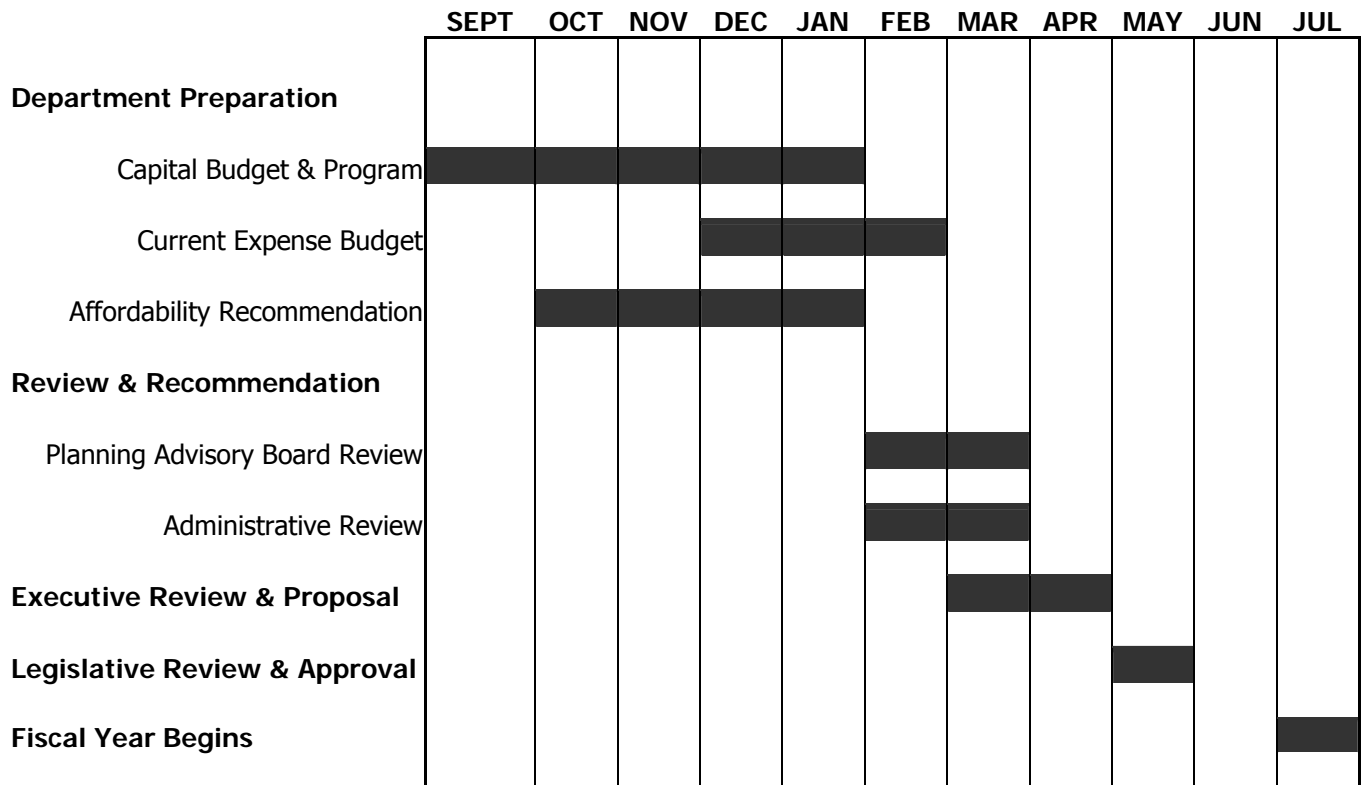 SEPT OCT NOV DEC JAN FEB MAR APR MAY JUN JUL
Department Preparation
Capital Budget & Program
Current Expense Budget
Affordability Recommendation
Review & Recommendation
Planning Advisory Board Review
Administrative Review
Executive Review & Proposal
Legislative Review & Approval
Fiscal Year Begins